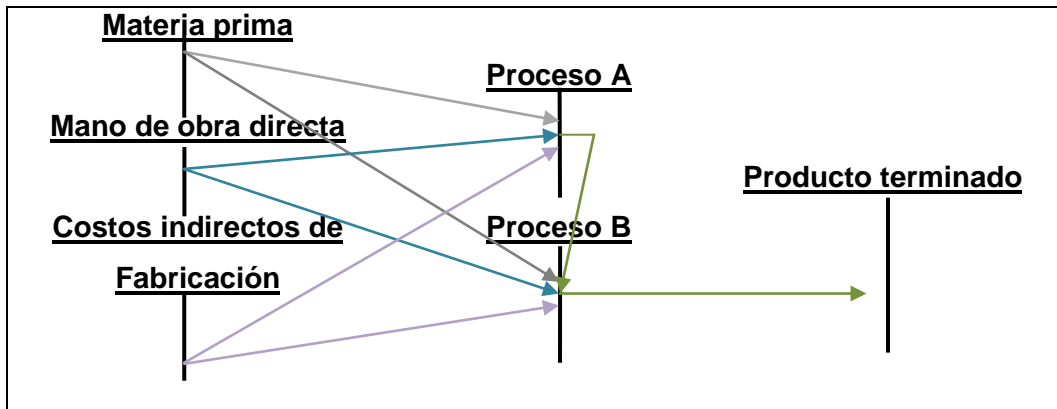 Materia prima
Proceso A
Mano de obra directa
Producto terminado
Costos indirectos de
Fabricación
Proceso B